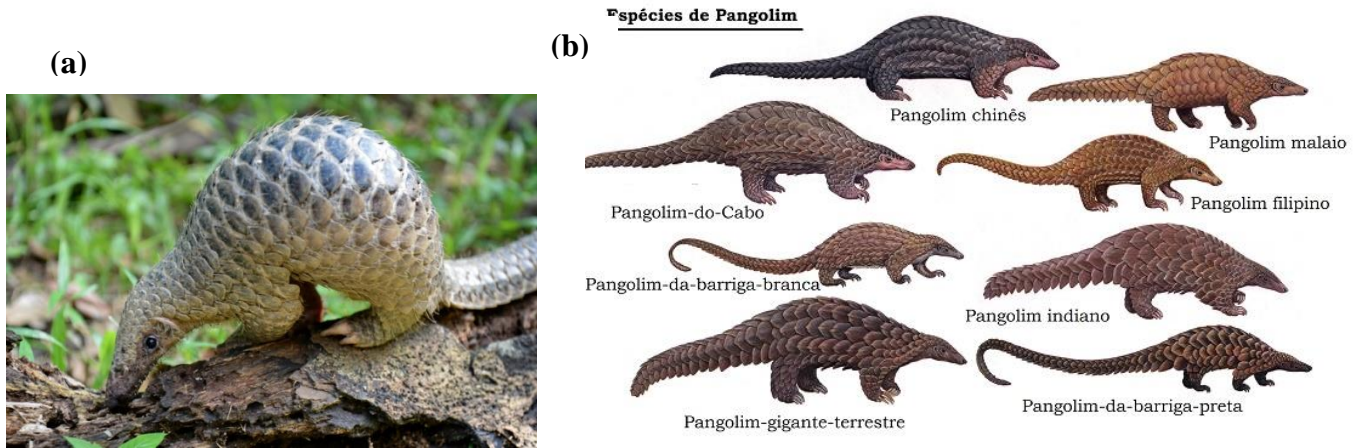 (a)
Espécies de Pangolim
(b)
Pangolim chinês
Pangolim malaio
Pangolim-do-Cabo
Pangolim filipino
Pangolim-da-barriga-branca
Pangolim indiano
Pangolim-gigante-terrestre
Pangolim-da-barriga-preta